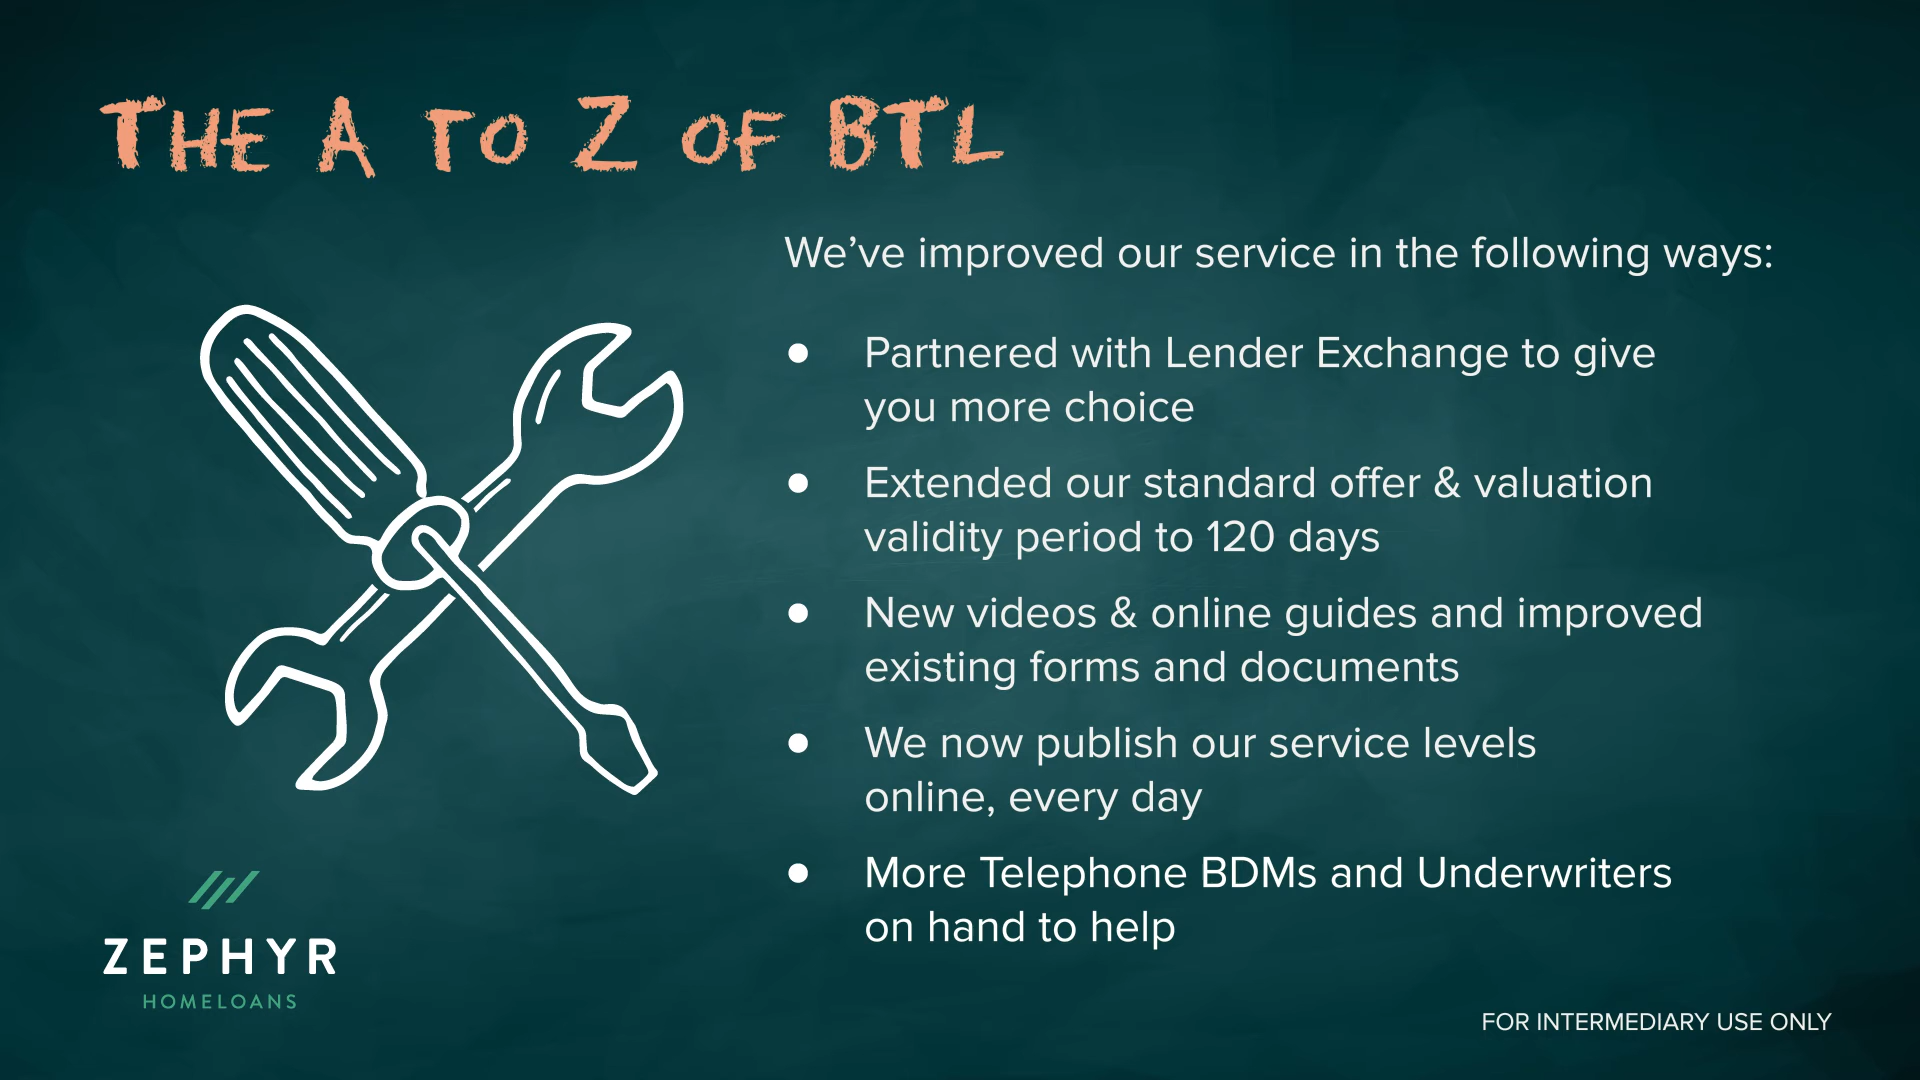 THE A TO Z OF BTL
We’ve improved our service in the following ways:
● Partnered with Lender Exchange to give
you more choice
● Extended our standard offer & valuation
validity period to 120 days
● New videos & online guides and improved
existing forms and documents
● We now publish our service levels
online, every day
● More Telephone BDMs and Underwriters
on hand to help
ZEPHYR
HOMELOANS
FOR INTERMEDIARY USE ONLY